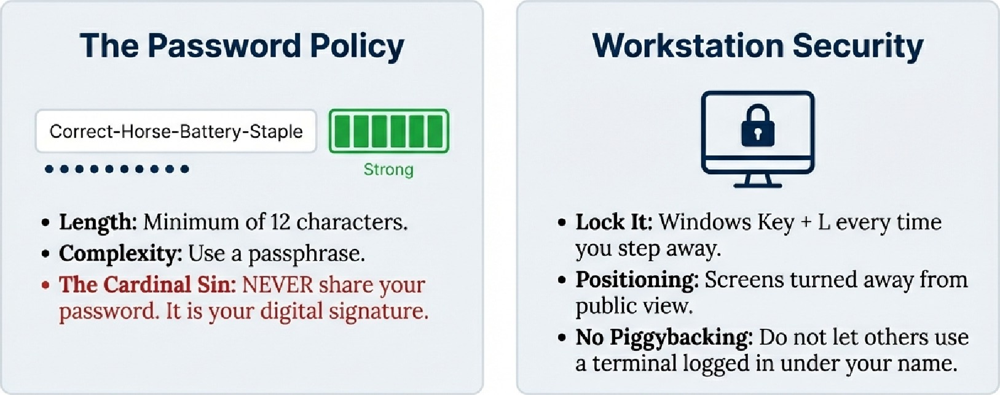 The Password Policy
Correct-Horse-Battery-Staple
Strong
• Length: Minimum of 12 characters.
• Complexity: Use a passphrase.
• The Cardinal Sin: NEVER share your
password. It is your digital signature.
Workstation Security
• Lock It: Windows Key + L every time
you step away.
• Positioning: Screens turned away from
public view.
• No Piggybacking: Do not let others use
a terminal logged in under your name.